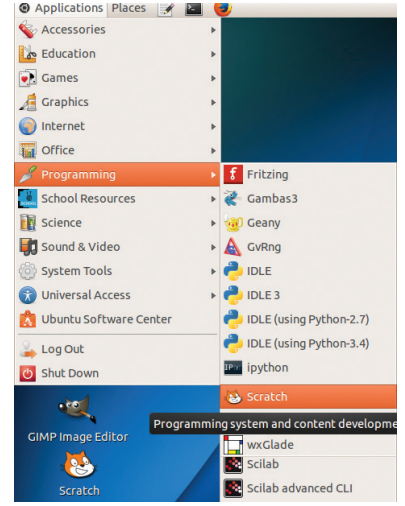 Applications Places
Accessories
Education
Games
Graphics
Internet
Office
Programming
School Resources
Science
Sound & Video
System Tools
Universal Access
Ubuntu Software Center
Log Out
Shut Down
Fritzing
Gambas3
Geany
GvRng
IDLE
IDLE 3
IDLE (using Python-2.7)
IDLE (using Python-3.4)
IP: ipython
Scratch
Programming system and content developme
wxGlade
Scilab
Scilab advanced CLI
GIMP Image Editor
Scratch